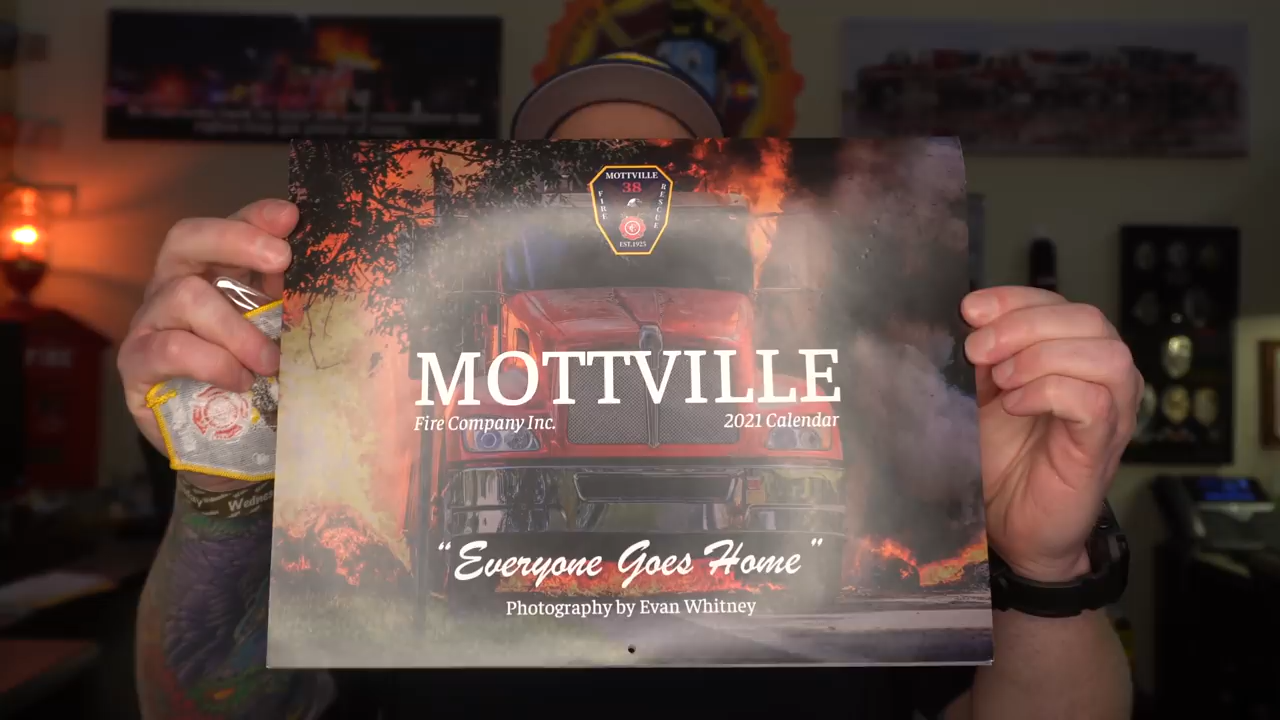 MOTTVILLE
38
FIRE
RESCUE
EST.1925
MOTTVILLE
Fire Company Inc.
2021 Calendar
"Everyone Goes Home"
Photography by Evan Whitney
FIRE